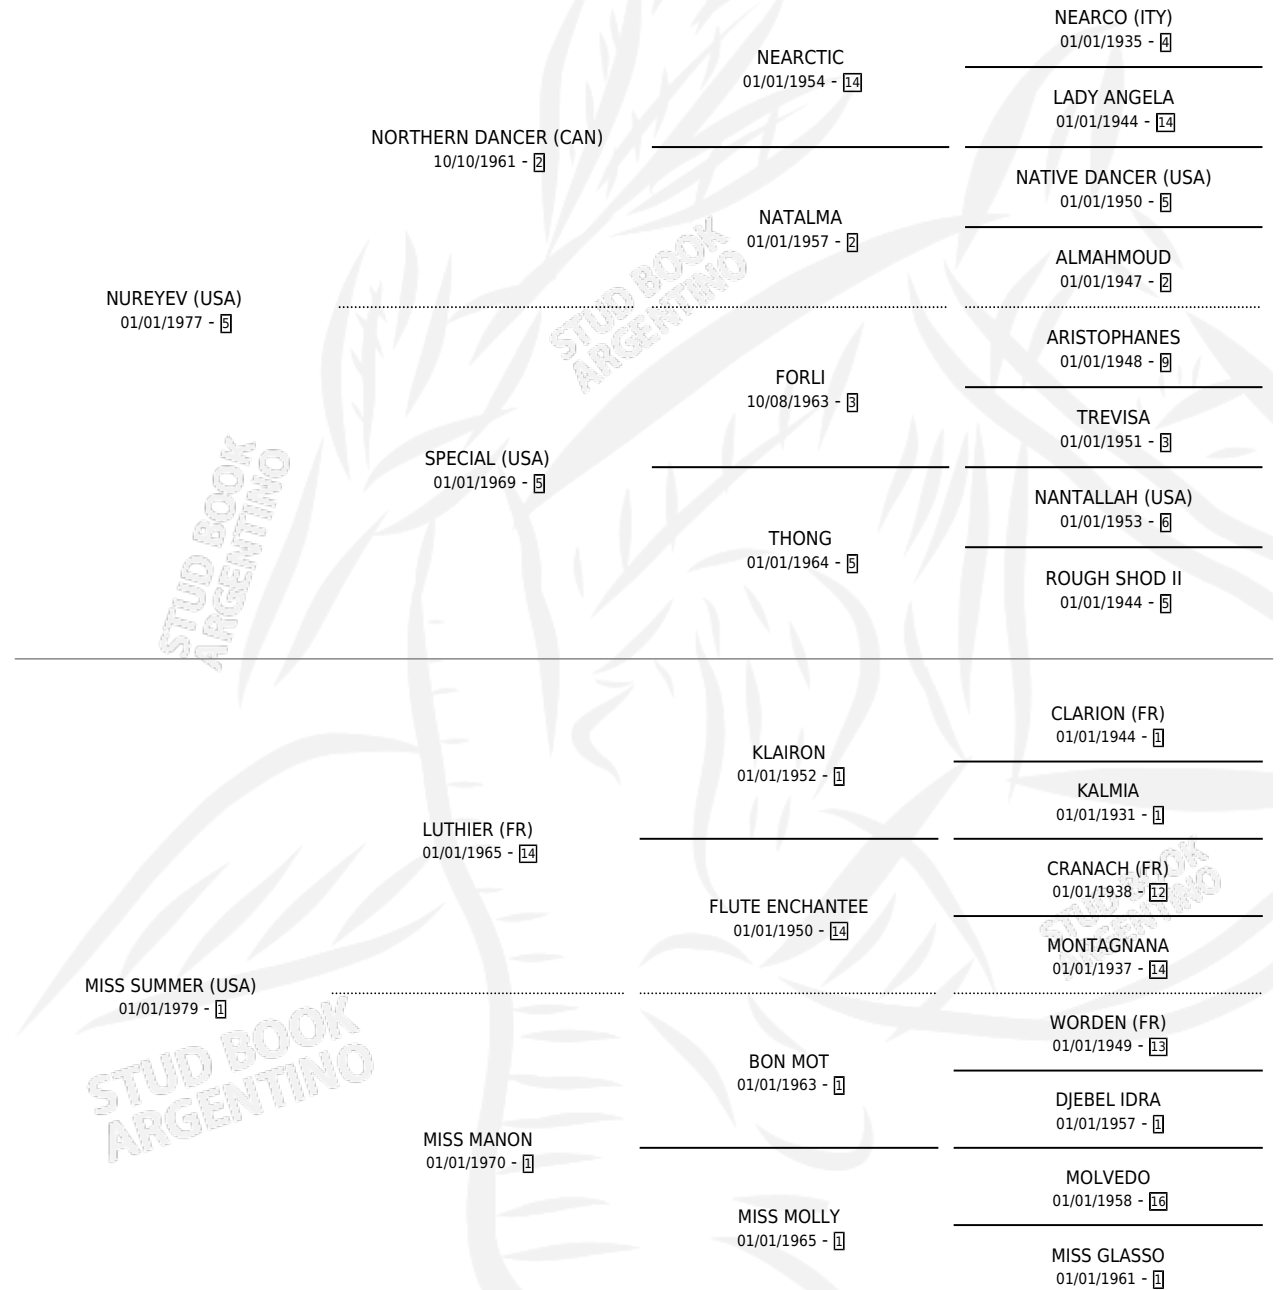 NEARCO (ITY)
01/01/1935 - 4
NEARCTIC
01/01/1954 - 14
LADY ANGELA
01/01/1944 - 14
NORTHERN DANCER (CAN)
10/10/1961 - 2
NATIVE DANCER (USA)
01/01/1950 - 5
NATALMA
01/01/1957 - 2
ALMAHMOUD
01/01/1947 - 2
STUD BOOK
ARGENTINO
NUREYEV (USA)
01/01/1977 - 5
ARISTOPHANES
01/01/1948 - 9
FORLI
10/08/1963 - 3
TREVISA
01/01/1951 - 3
SPECIAL (USA)
01/01/1969 - 5
NANTALLAH (USA)
01/01/1953 - 6
THONG
01/01/1964 - 5
ROUGH SHOD II
01/01/1944 - 5
STUD BOOK
ARGENTINO
CLARION (FR)
01/01/1944 - 1
KLAIRON
01/01/1952 - 1
KALMIA
01/01/1931 - 1
LUTHIER (FR)
01/01/1965 - 14
CRANACH (FR)
01/01/1938 - 12
FLUTE ENCHANTEE
01/01/1950 - 14
MONTAGNANA
01/01/1937 - 14
STUD BOOK
ARGENTINO
MISS SUMMER (USA)
01/01/1979 - 1
WORDEN (FR)
01/01/1949 - 13
BON MOT
01/01/1963 - 1
DJEBEL IDRA
01/01/1957 - 1
STUD BOOK
ARGENTINO
MISS MANON
01/01/1970 - 1
MOLVEDO
01/01/1958 - 16
MISS MOLLY
01/01/1965 - 1
MISS GLASSO
01/01/1961 - 1